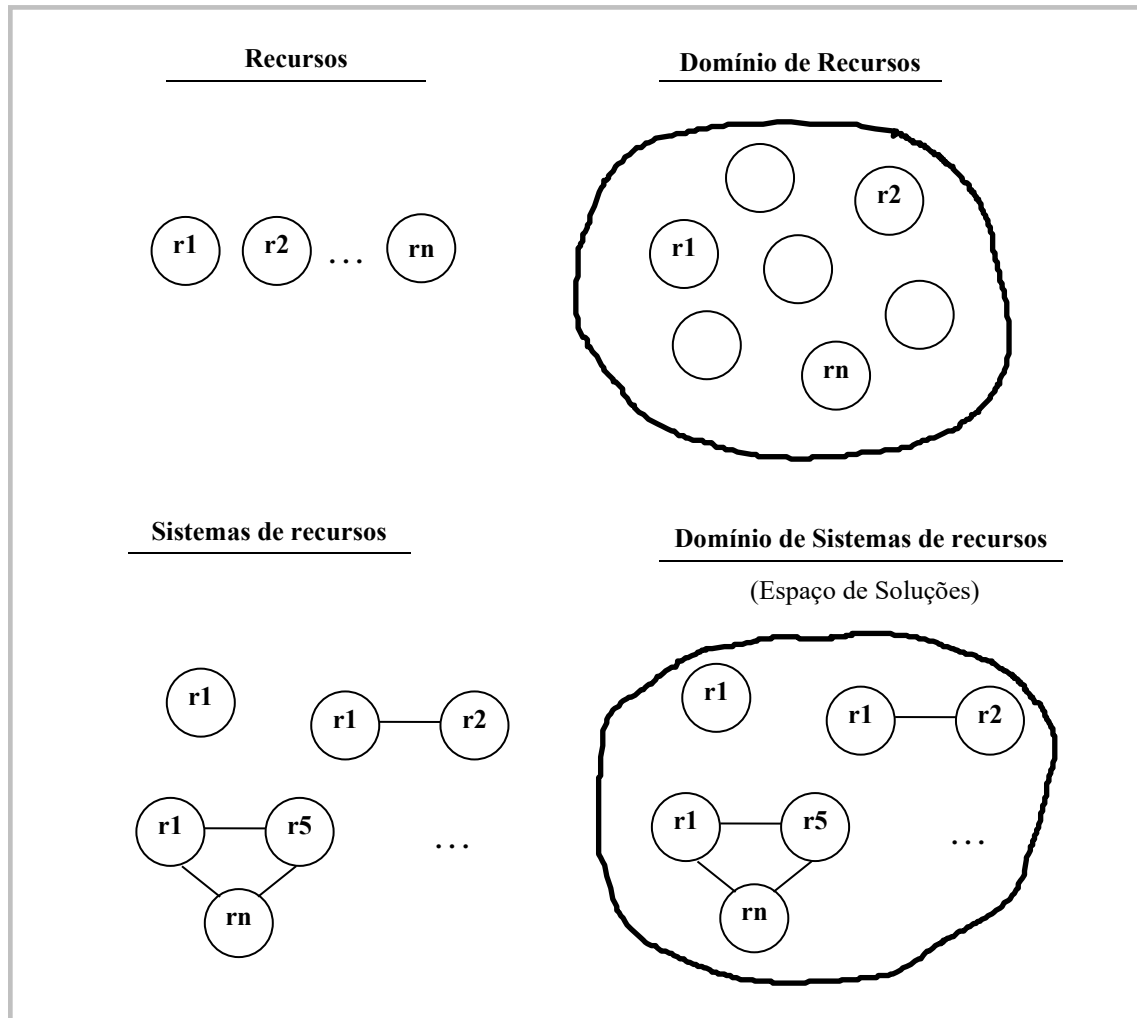 Recursos
r1 r2 ... rn
Domínio de Recursos
r2
r1
rn
Sistemas de recursos
r1
r1 r2
r1 r5
...
rn
Domínio de Sistemas de recursos
(Espaço de Soluções)
r1
r1 r2
r1 r5
...
rn